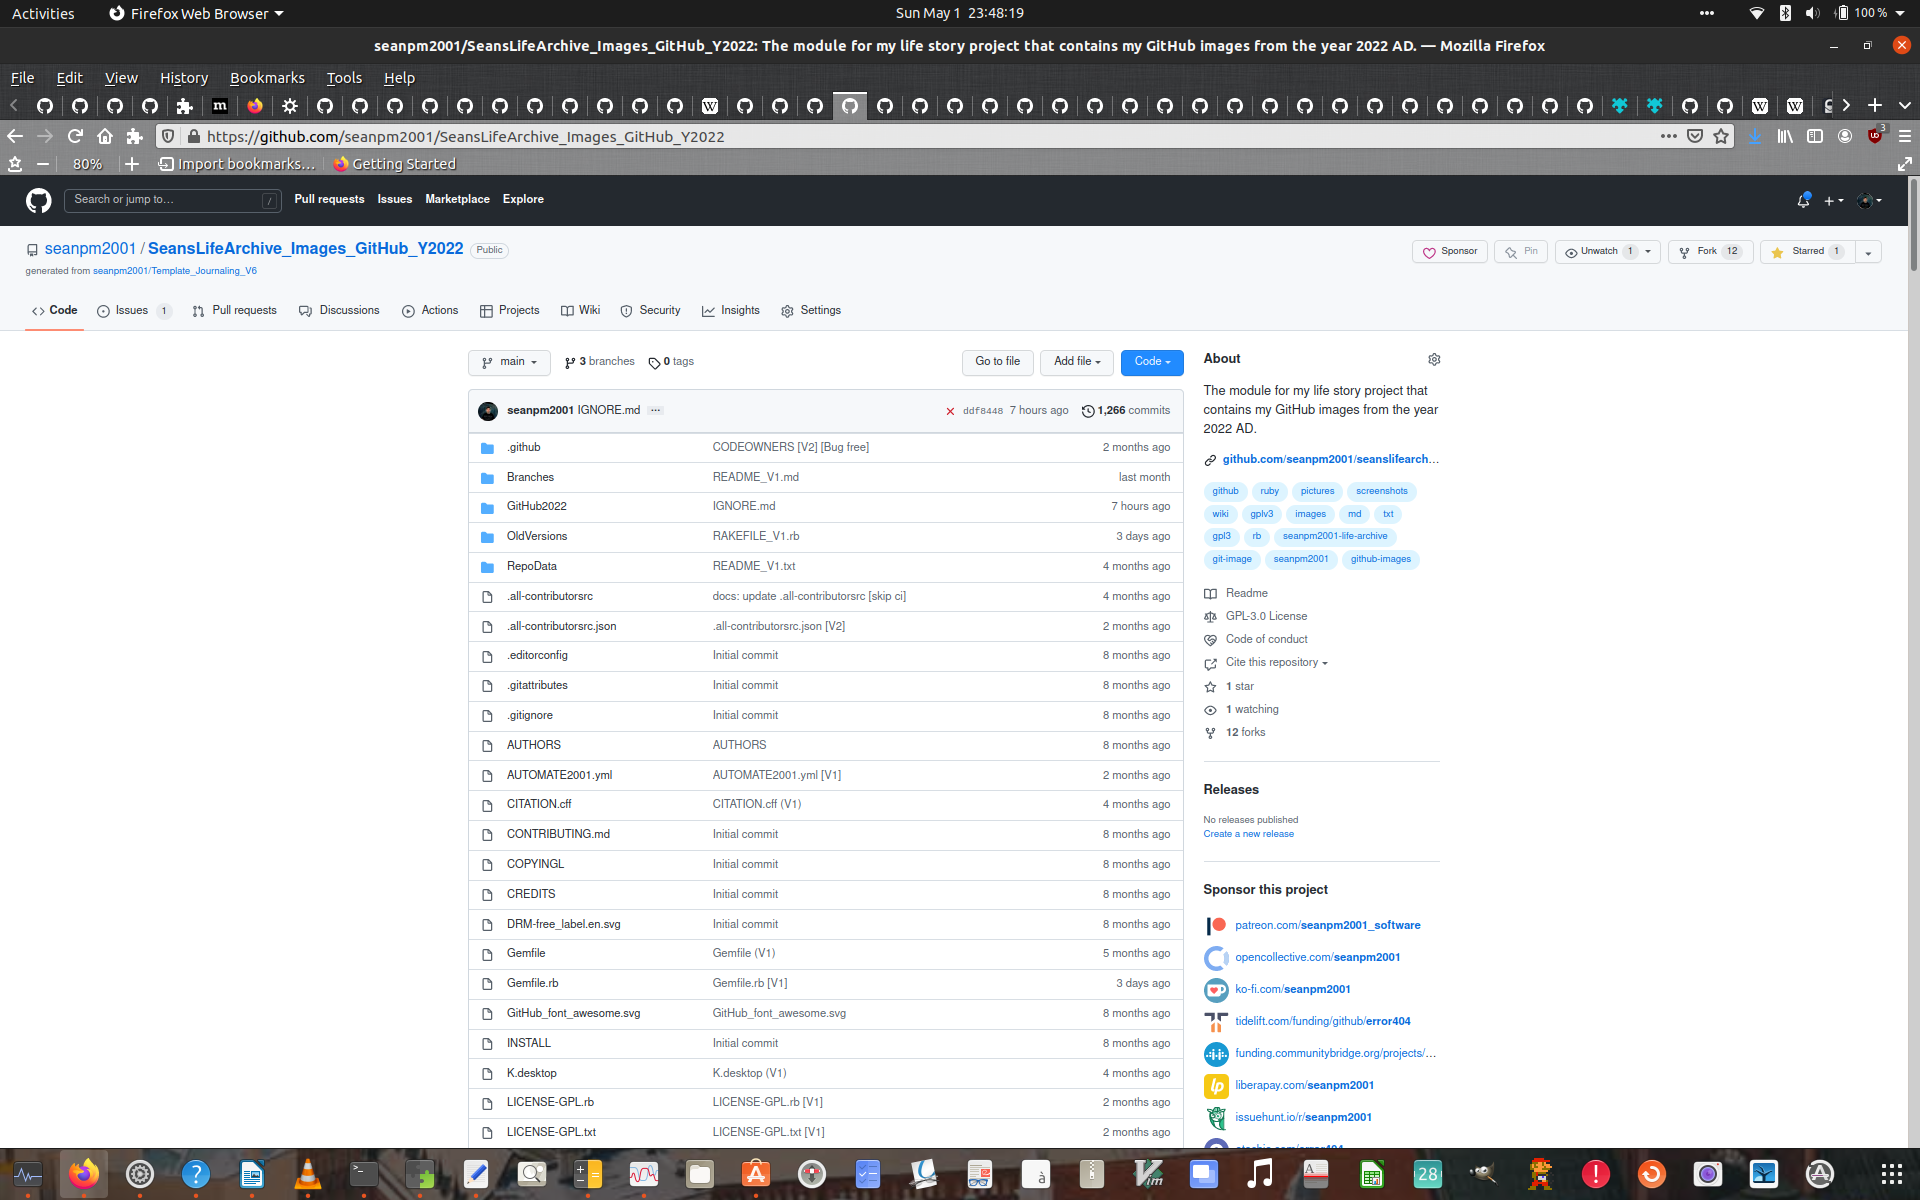 Activities Firefox Web Browser Sun May 1 23:48:19 100 %
seanpm2001/SeansLifeArchive_Images_GitHub_Y2022: The module for my life story project that contains my GitHub images from the year 2022 AD. — Mozilla Firefox
File Edit View History Bookmarks Tools Help
https://github.com/seanpm2001/SeansLifeArchive_Images_GitHub_Y2022 3
80% Import bookmarks... Getting Started
Search or jump to... / Pull requests Issues Marketplace Explore
seanpm2001 / SeansLifeArchive_Images_GitHub_Y2022 Public Sponsor Pin Unwatch 1 Fork 12 Starred 1
generated from seanpm2001/Template_Journaling_V6
Code Issues 1 Pull requests Discussions Actions Projects Wiki Security Insights Settings
main 3 branches 0 tags Go to file Add file Code
seanpm2001 IGNORE.md ... ddf8448 7 hours ago 1,266 commits
.github CODEOWNERS [V2] [Bug free] 2 months ago
Branches README_V1.md last month
GitHub2022 IGNORE.md 7 hours ago
OldVersions RAKEFILE_V1.rb 3 days ago
RepoData README_V1.txt 4 months ago
.all-contributorsrc docs: update .all-contributorsrc [skip ci] 4 months ago
.all-contributorsrc.json .all-contributorsrc.json [V2] 2 months ago
.editorconfig Initial commit 8 months ago
.gitattributes Initial commit 8 months ago
.gitignore Initial commit 8 months ago
AUTHORS AUTHORS 8 months ago
AUTOMATE2001.yml AUTOMATE2001.yml [V1] 2 months ago
CITATION.cff CITATION.cff (V1) 4 months ago
CONTRIBUTING.md Initial commit 8 months ago
COPYINGL Initial commit 8 months ago
CREDITS Initial commit 8 months ago
DRM-free_label.en.svg Initial commit 8 months ago
Gemfile Gemfile (V1) 5 months ago
Gemfile.rb Gemfile.rb [V1] 3 days ago
GitHub_font_awesome.svg GitHub_font_awesome.svg 8 months ago
INSTALL Initial commit 8 months ago
K.desktop K.desktop (V1) 4 months ago
LICENSE-GPL.rb LICENSE-GPL.rb [V1] 2 months ago
LICENSE-GPL.txt LICENSE-GPL.txt [V1] 2 months ago
About
The module for my life story project that
contains my GitHub images from the year
2022 AD.
github.com/seanpm2001/seanslifearch...
github ruby pictures screenshots
wiki gplv3 images md txt
gpl3 rb seanpm2001-life-archive
git-image seanpm2001 github-images
Readme
GPL-3.0 License
Code of conduct
Cite this repository
1 star
1 watching
12 forks
Releases
No releases published
Create a new release
Sponsor this project
patreon.com/seanpm2001_software
opencollective.com/seanpm2001
ko-fi.com/seanpm2001
tidelift.com/funding/github/error404
funding.communitybridge.org/projects/...
liberapay.com/seanpm2001
issuehunt.io/r/seanpm2001
28